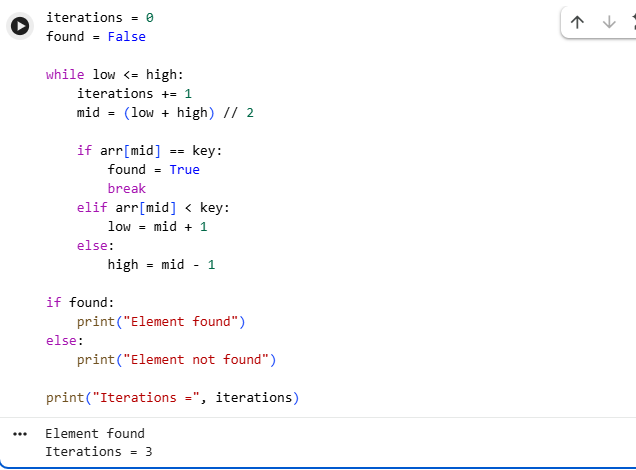 iterations = 0
found = False
while low <= high:
    iterations += 1
    mid = (low + high) // 2
    if arr[mid] == key:
        found = True
        break
    elif arr[mid] < key:
        low = mid + 1
    else:
        high = mid - 1
if found:
    print("Element found")
else:
    print("Element not found")
print("Iterations =", iterations)
Element found
Iterations = 3